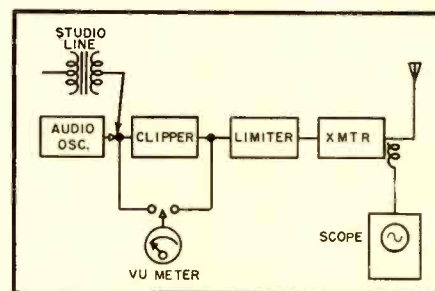 STUDIO
LINE
AUDIO
OSC.
CLIPPER
LIMITER
XMTR
VU METER
SCOPE